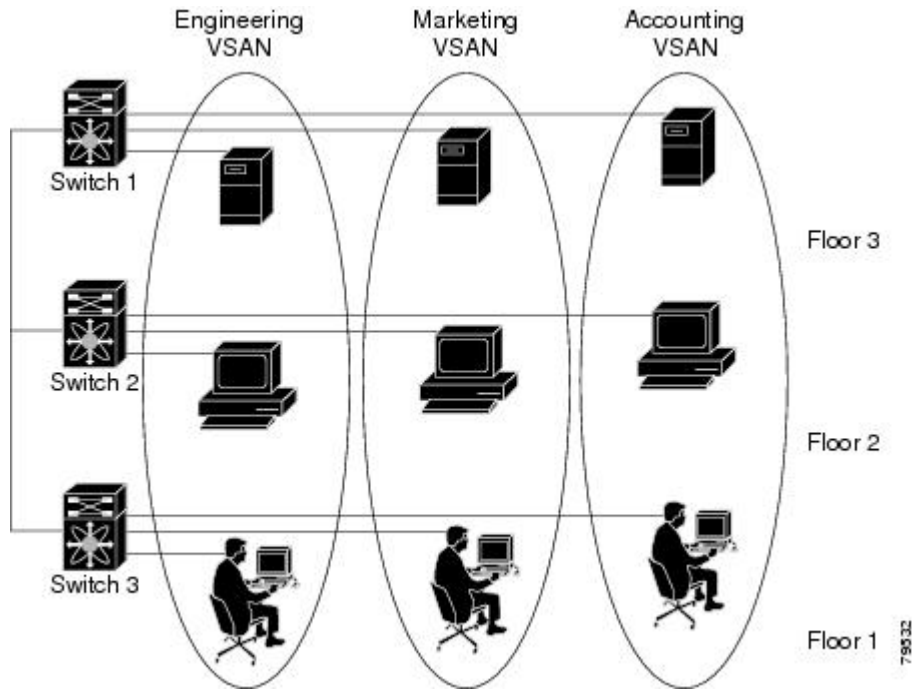 Engineering
VSAN
Marketing
VSAN
Accounting
VSAN
Switch 1
Floor 3
Switch 2
Floor 2
Switch 3
Floor 1
79532